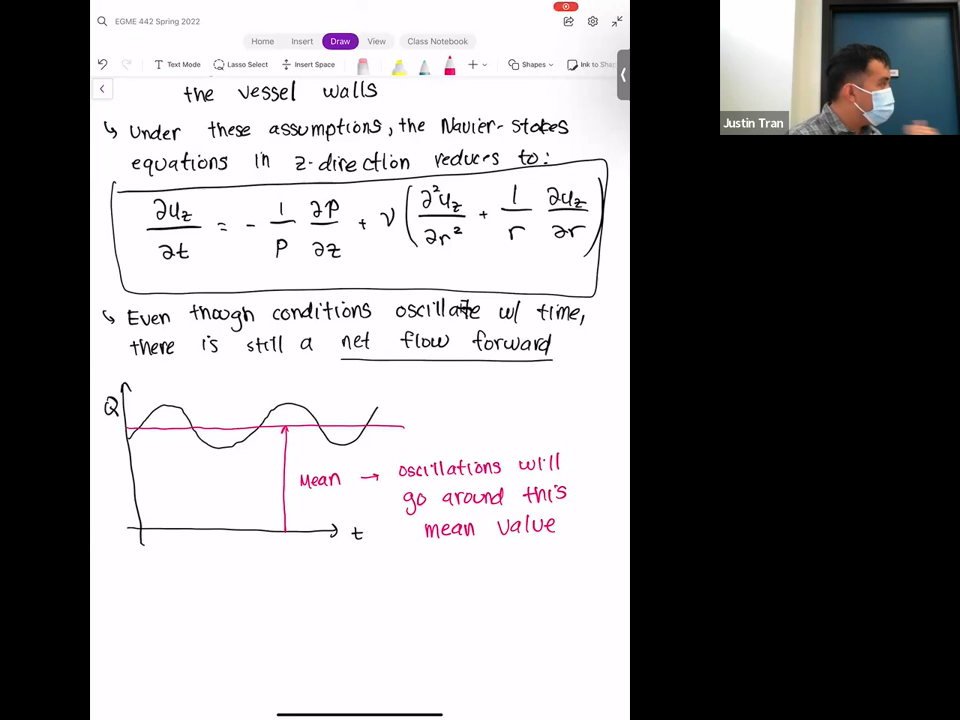 EGME 442 Spring 2022
Home Insert Draw View Class Notebook
Text Mode Lasso Select Insert Space Shapes Ink to Shap
the vessel walls
↳ Under these assumptions, the Navier-Stokes
equations in z-direction reduces to:
∂u_z/∂t = - 1/ρ ∂P/∂z + ν (∂²u_z/∂r² + 1/r ∂u_z/∂r)
↳ Even though conditions oscillate w/ time,
there is still a net flow forward
Q
Mean → oscillations will
go around this
mean value
t
Justin Tran